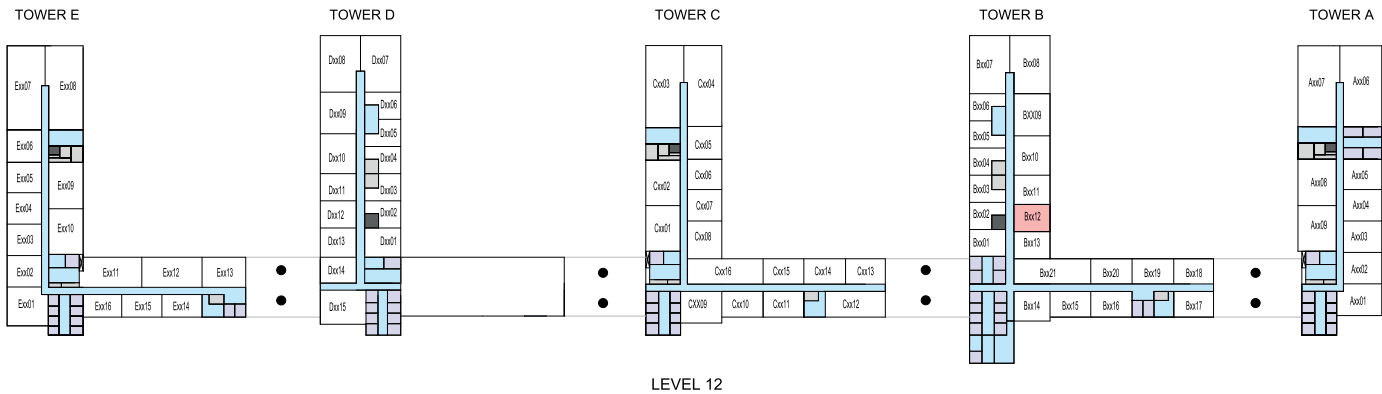 TOWER E
TOWER D
TOWER C
TOWER B
TOWER A
Exx07
Exx08
Exx06
Exx05
Exx09
Exx04
Exx03
Exx10
Exx02
Exx11
Exx12
Exx13
Exx01
Exx16
Exx15
Exx14
Dxx08
Dxx07
Dxx09
Dxx06
Dxx05
Dxx10
Dxx04
Dxx11
Dxx03
Dxx12
Dxx02
Dxx13
Dxx01
Dxx14
Dxx15
Cxx03
Cxx04
Cxx05
Cxx02
Cxx06
Cxx07
Cxx01
Cxx08
Cxx16
Cxx15
Cxx14
Cxx13
CXX09
Cxx10
Cxx11
Cxx12
Bxx07
Bxx08
Bxx06
BXX09
Bxx05
Bxx04
Bxx10
Bxx03
Bxx11
Bxx02
Bxx12
Bxx01
Bxx13
Bxx21
Bxx20
Bxx19
Bxx18
Bxx14
Bxx15
Bxx16
Bxx17
Axx07
Axx06
Axx08
Axx05
Axx04
Axx09
Axx03
Axx02
Axx01
LEVEL 12